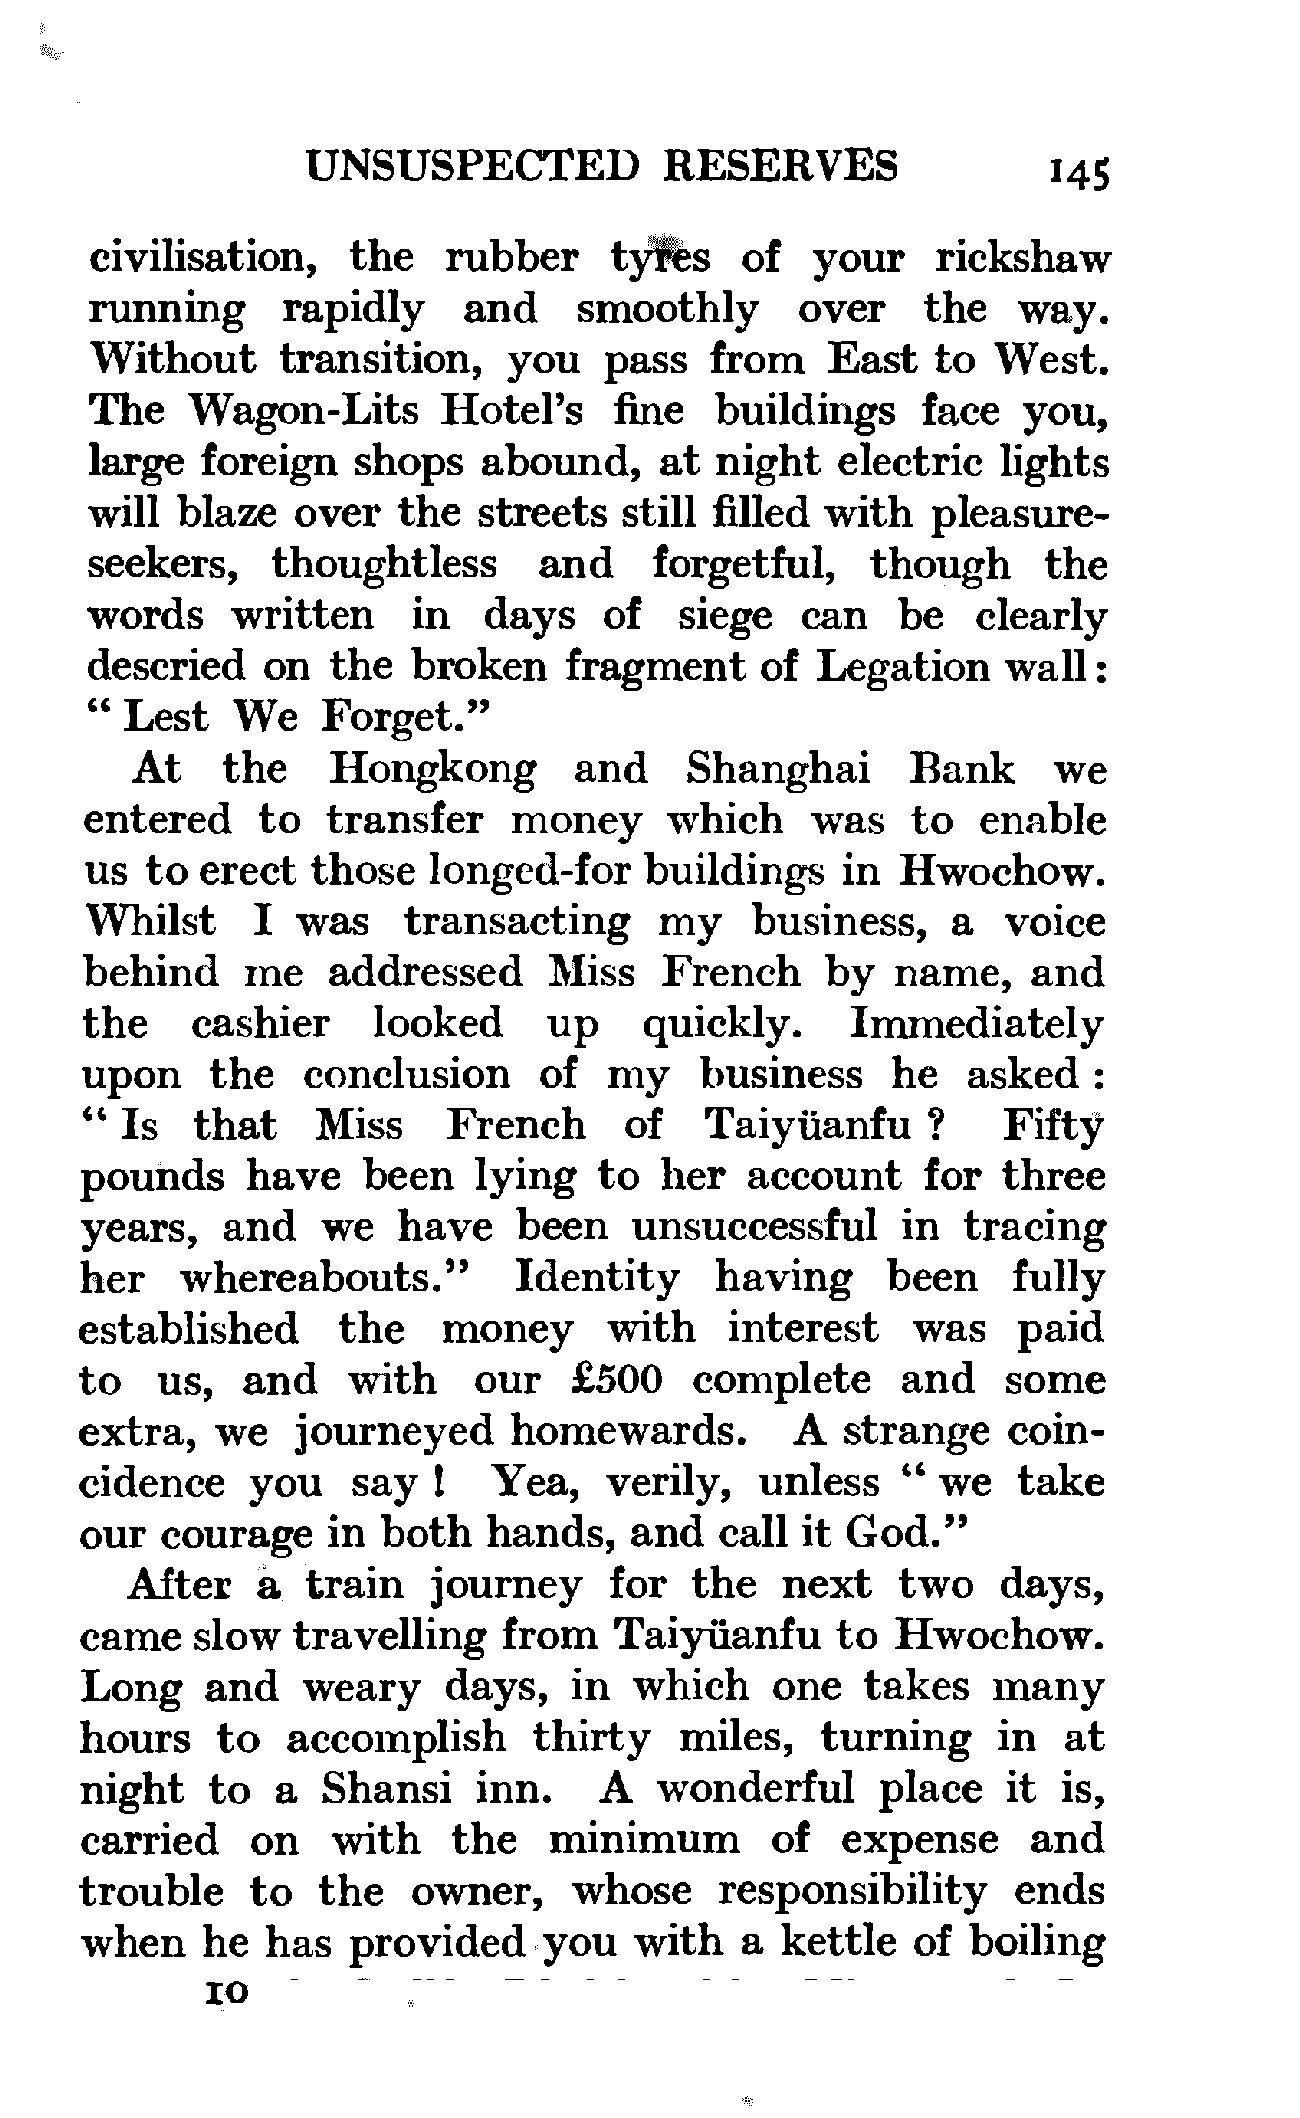 UNSUSPECTED RESERVES 145
civilisation, the rubber tyres of your rickshaw
running rapidly and smoothly over the way.
Without transition, you pass from East to West.
The Wagon-Lits Hotel's fine buildings face you,
large foreign shops abound, at night electric lights
will blaze over the streets still filled with pleasure-
seekers, thoughtless and forgetful, though the
words written in days of siege can be clearly
descried on the broken fragment of Legation wall:
" Lest We Forget."
At the Hongkong and Shanghai Bank we
entered to transfer money which was to enable
us to erect those longed-for buildings in Hwochow.
Whilst I was transacting my business, a voice
behind me addressed Miss French by name, and
the cashier looked up quickly. Immediately
upon the conclusion of my business he asked :
" Is that Miss French of Taiyüanfu ? Fifty
pounds have been lying to her account for three
years, and we have been unsuccessful in tracing
her whereabouts." Identity having been fully
established the money with interest was paid
to us, and with our £500 complete and some
extra, we journeyed homewards. A strange coin-
cidence you say ! Yea, verily, unless " we take
our courage in both hands, and call it God."
After a train journey for the next two days,
came slow travelling from Taiyüanfu to Hwochow.
Long and weary days, in which one takes many
hours to accomplish thirty miles, turning in at
night to a Shansi inn. A wonderful place it is,
carried on with the minimum of expense and
trouble to the owner, whose responsibility ends
when he has provided you with a kettle of boiling
10